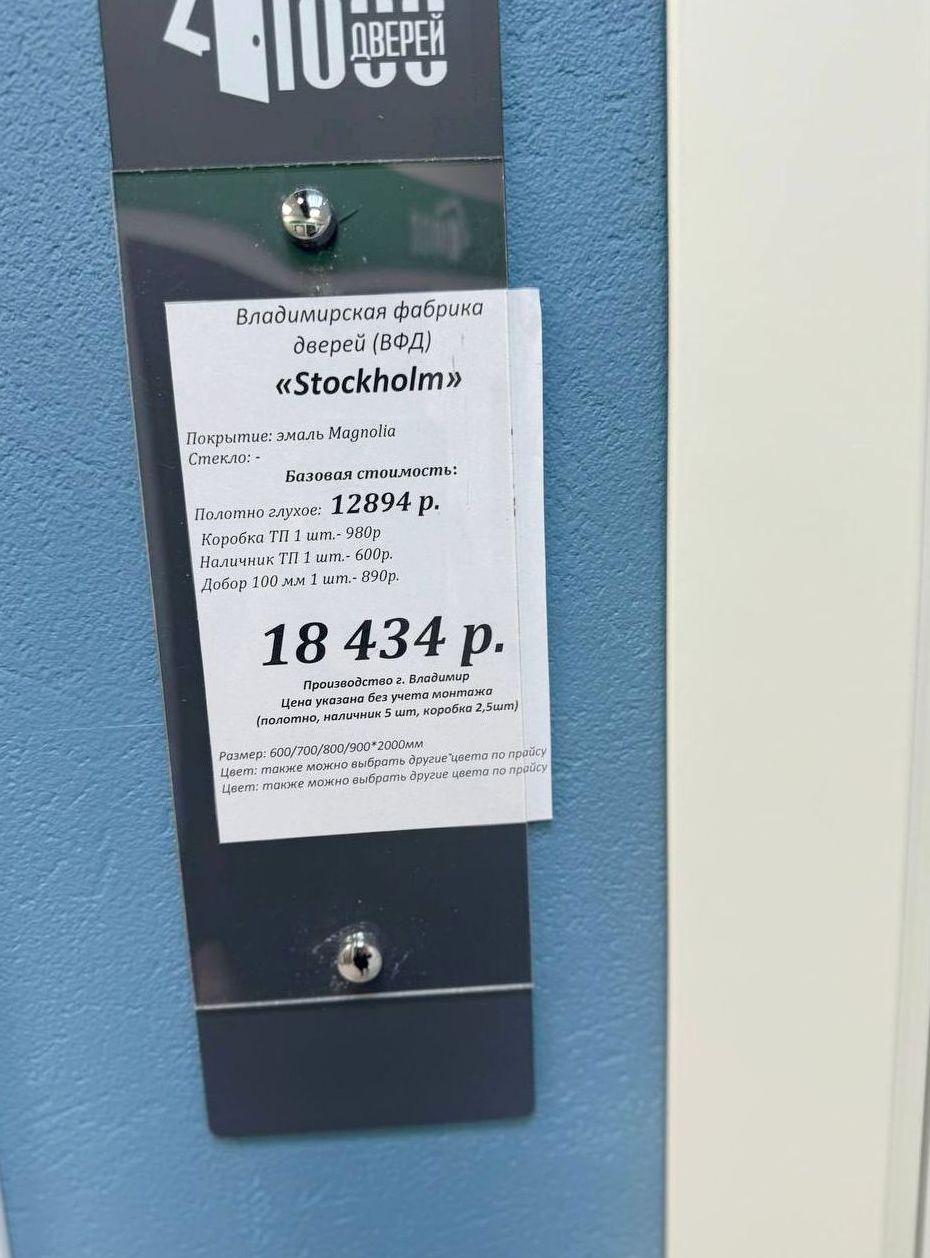 ДВЕРЕЙ
Владимирская фабрика
дверей (ВФД)
«Stockholm»
Покрытие: эмаль Magnolia
Стекло: -
Базовая стоимость:
Полотно глухое: 12894 р.
Коробка ТП 1 шт.- 980р
Наличник ТП 1 шт.- 600р.
Добор 100 мм 1 шт.- 890р.
18 434 р.
Производство г. Владимир
Цена указана без учета монтажа
(полотно, наличник 5 шт, коробка 2,5шт)
Размер: 600/700/800/900*2000мм
Цвет: также можно выбрать другие цвета по прайсу
Цвет: также можно выбрать другие цвета по прайсу